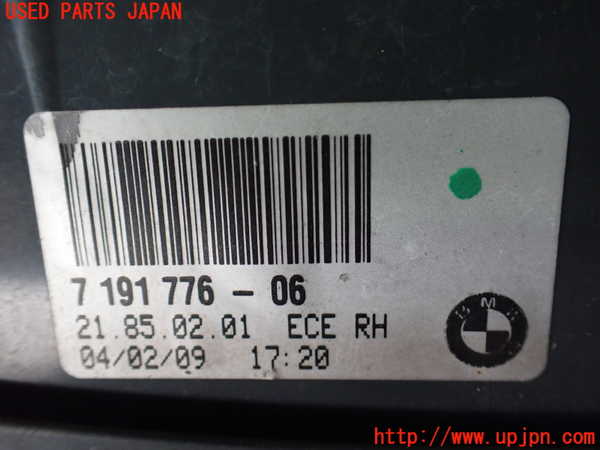 USED PARTS JAPAN
7 191 776 - 06
21.85.02.01 ECE RH
04/02/09 17:20
BMW
http://www.upjpn.com